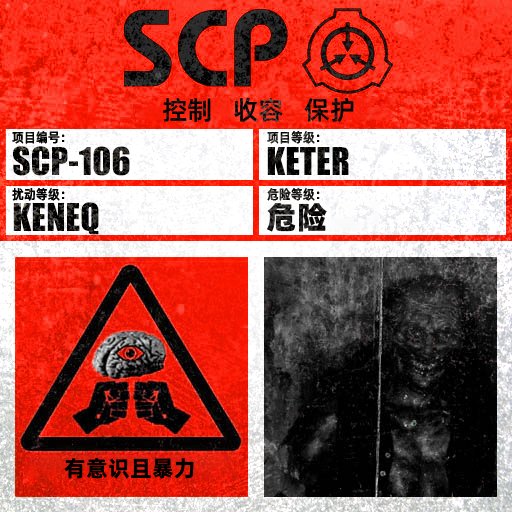 SCP
控制 收容 保护
项目编号:
SCP-106
项目等级:
KETER
扰动等级:
KENEQ
危险等级:
危险
有意识且暴力